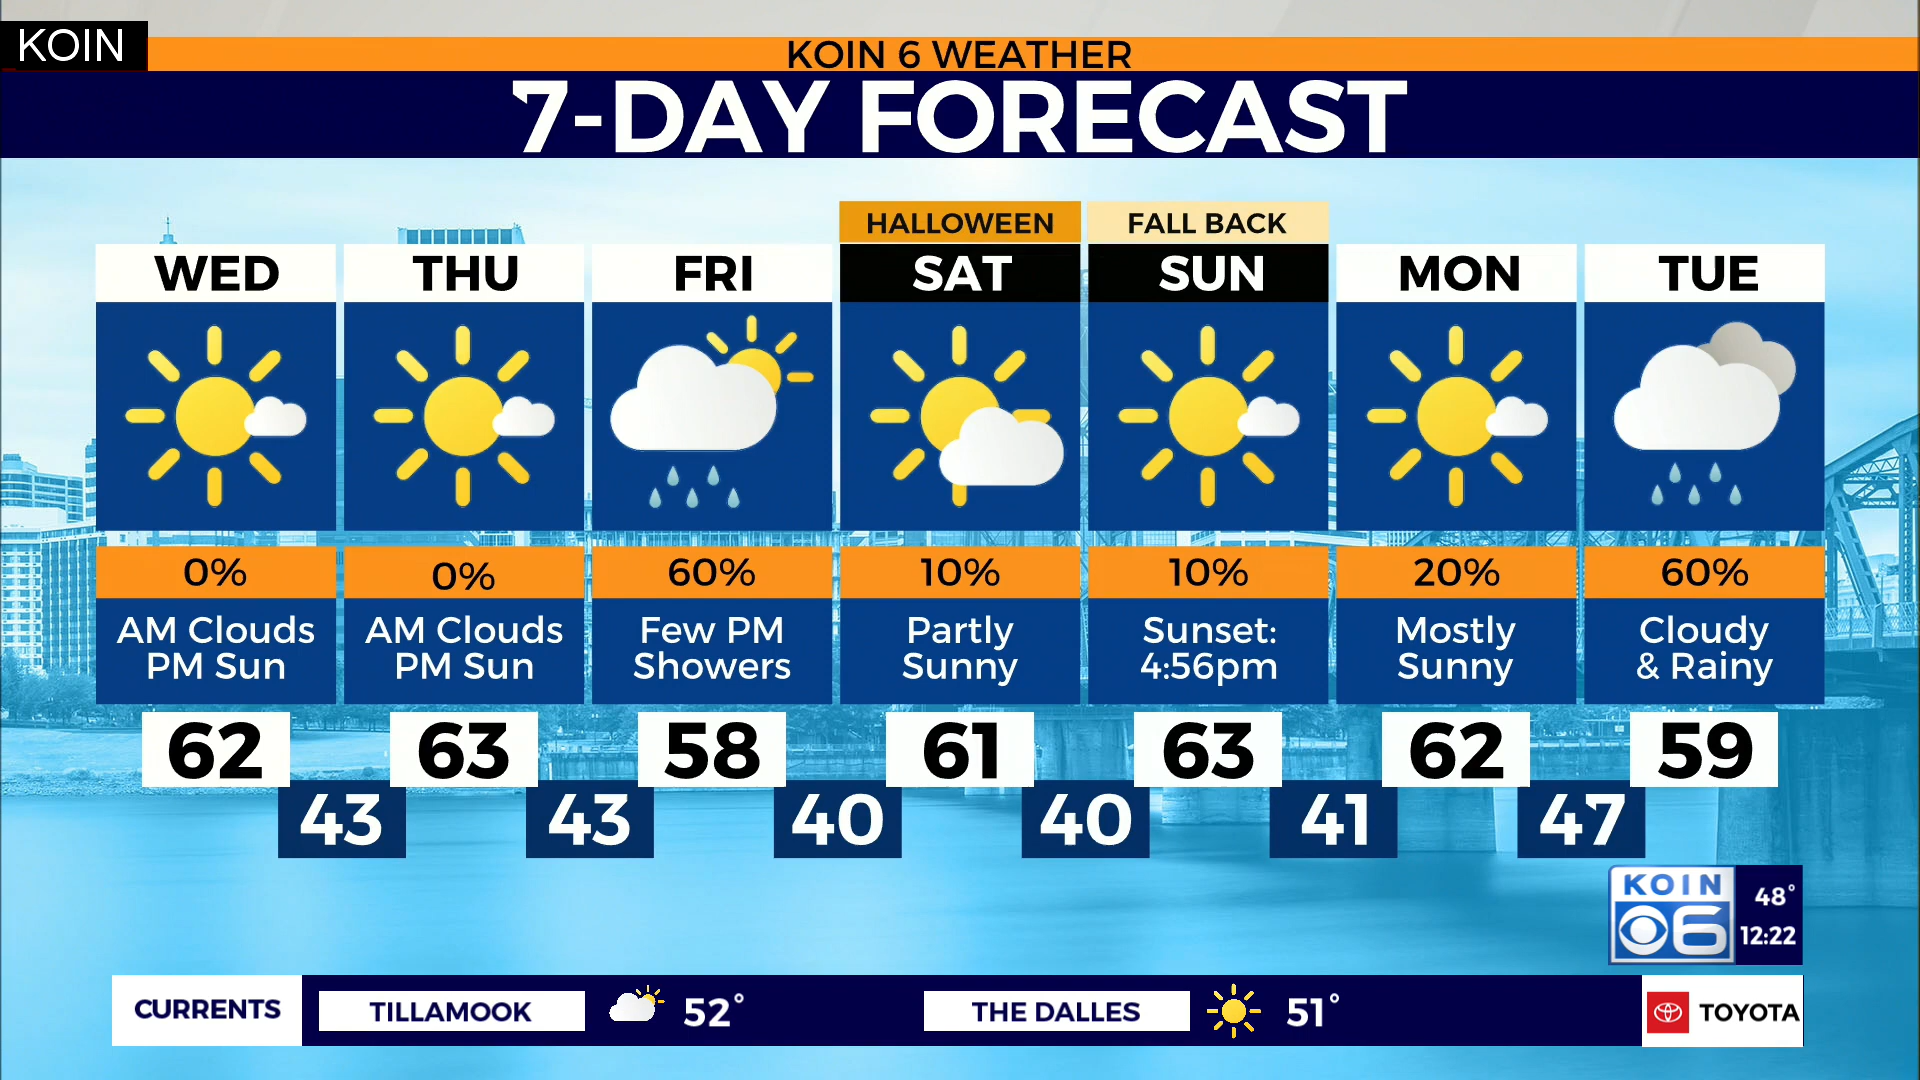 KOIN
KOIN 6 WEATHER
7-DAY FORECAST
HALLOWEEN
FALL BACK
WED
THU
FRI
SAT
SUN
MON
TUE
0%
0%
60%
10%
10%
20%
60%
AM Clouds
PM Sun
AM Clouds
PM Sun
Few PM
Showers
Partly
Sunny
Sunset:
4:56pm
Mostly
Sunny
Cloudy
& Rainy
62
63
58
61
63
62
59
43
43
40
40
41
47
KOIN
6
48°
12:22
CURRENTS
TILLAMOOK
52°
THE DALLES
51°
TOYOTA